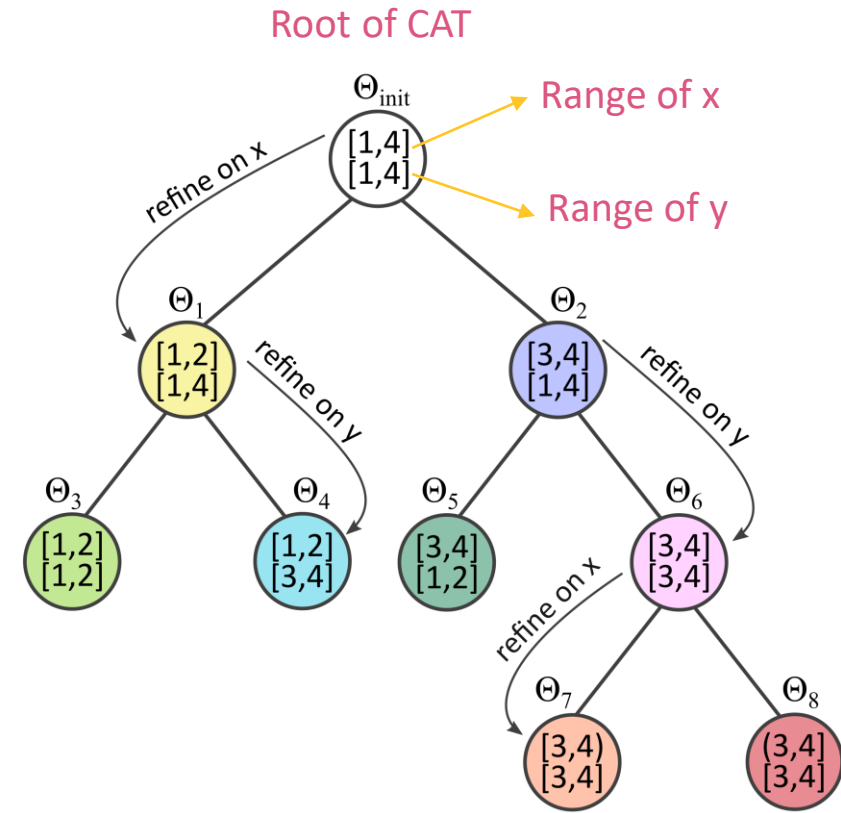 Root of CAT
Θinit
Range of x
[1,4]
[1,4]
refine on x
Range of y
Θ1
Θ2
[1,2]
[1,4]
refine on y
[3,4]
[1,4]
refine on y
Θ3
Θ4
Θ5
Θ6
[1,2]
[1,2]
[1,2]
[3,4]
[3,4]
[1,2]
[3,4]
[3,4]
refine on x
Θ7
Θ8
[3,4)
[3,4]
(3,4]
[3,4]